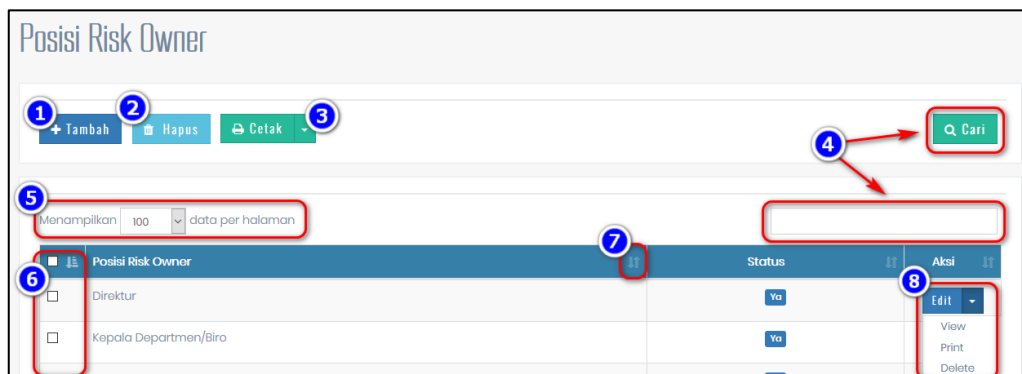 Posisi Risk Owner
1 2 3
+ Tambah Hapus Cetak
4
Cari
5
Menampilkan 100 data per halaman
6 7 8
Posisi Risk Owner Status Aksi
Direktur Ya Edit
View
Kepala Departmen/Biro Ya
Print
Delete